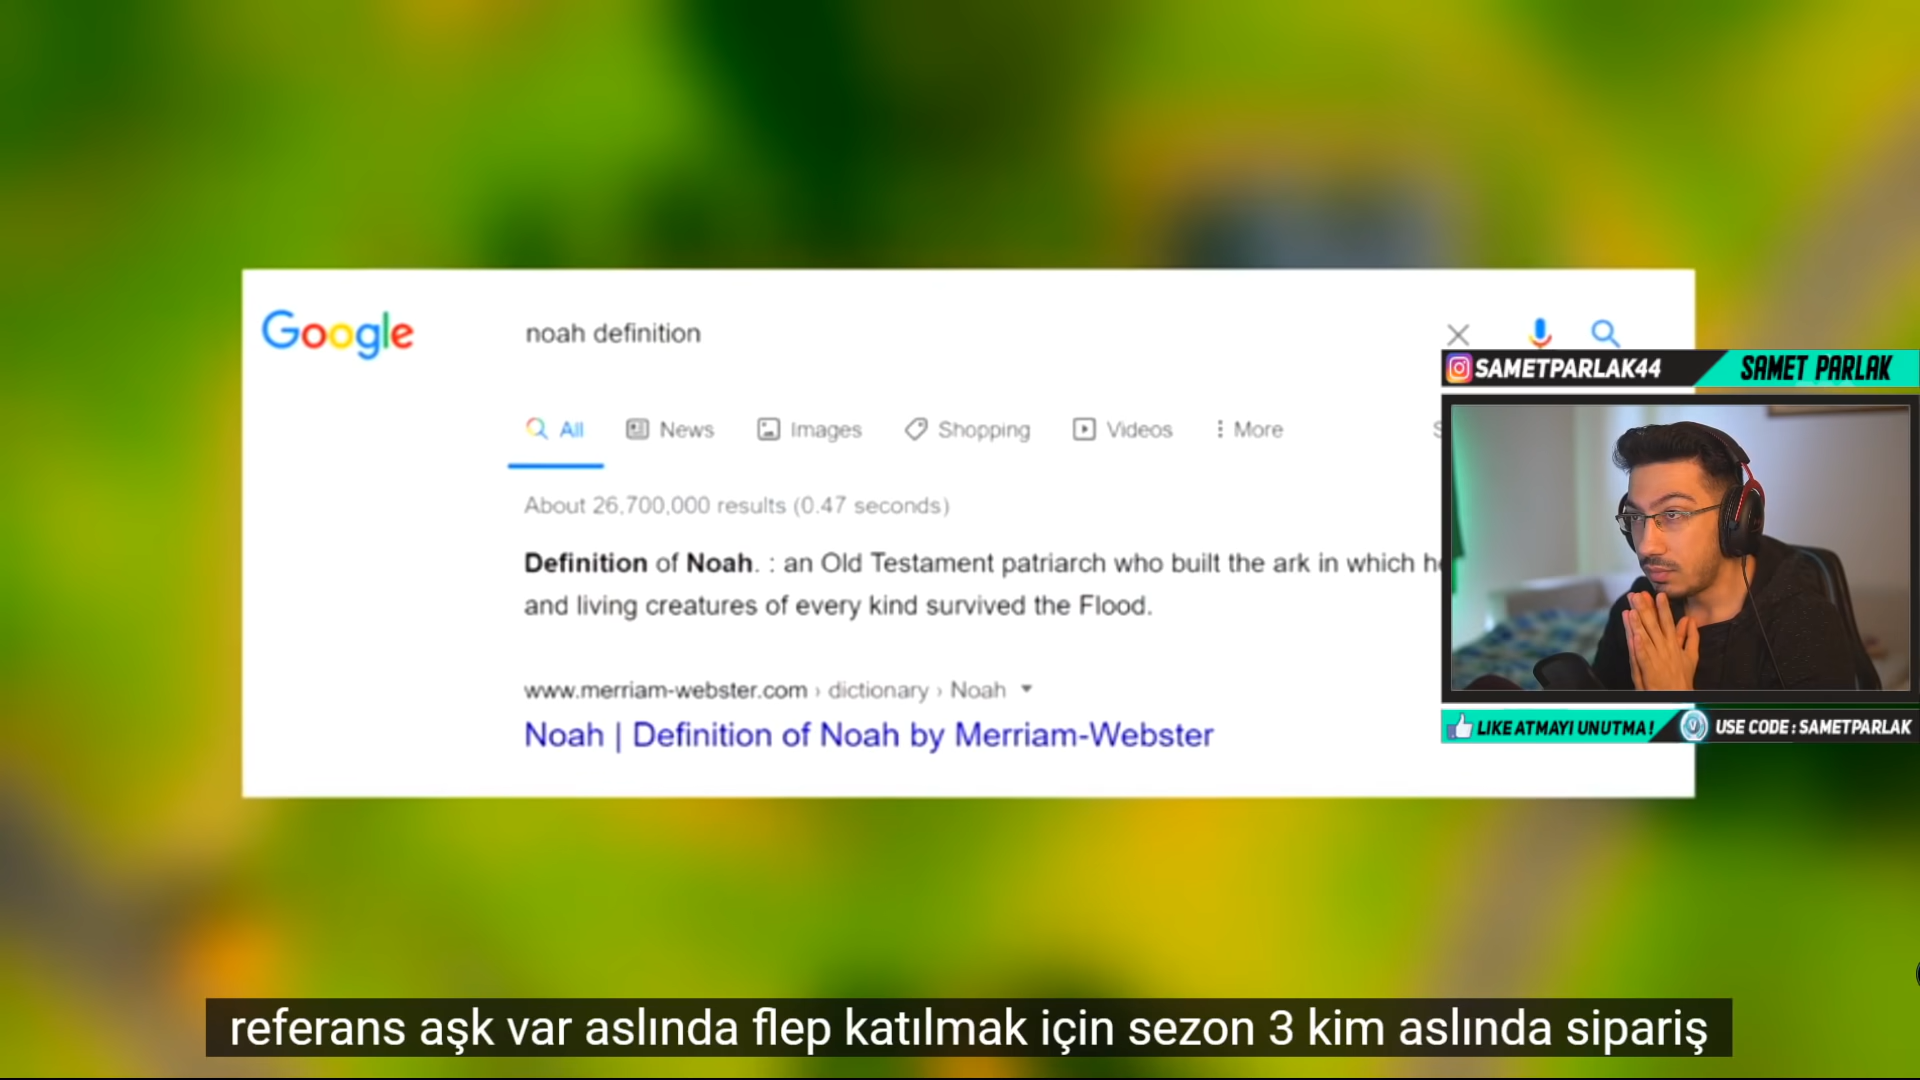 Google
noah definition
SAMETPARLAK44
SAMET PARLAK
All
News
Images
Shopping
Videos
More
About 26,700,000 results (0.47 seconds)
Definition of Noah. : an Old Testament patriarch who built the ark in which
and living creatures of every kind survived the Flood.
www.merriam-webster.com › dictionary › Noah
Noah | Definition of Noah by Merriam-Webster
LIKE ATMAYI UNUTMA!
USE CODE : SAMETPARLAK
referans aşk var aslında flep katılmak için sezon 3 kim aslında sipariş